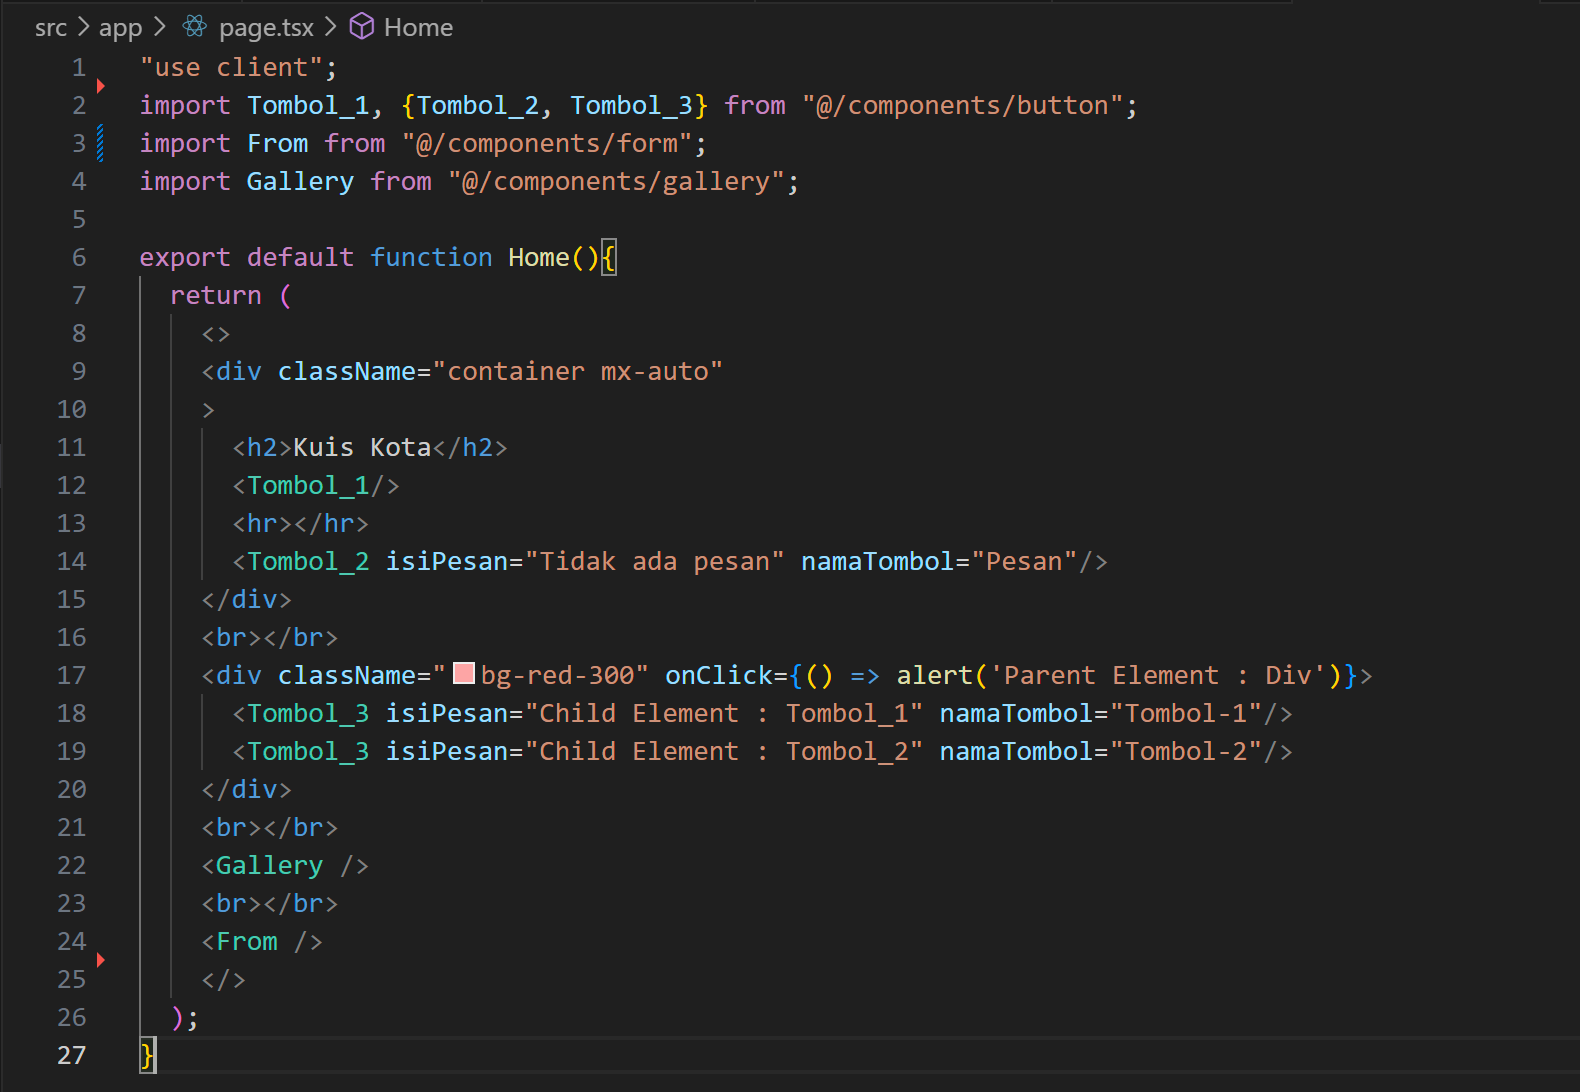 src > app > page.tsx > Home
1 "use client";
2 import Tombol_1, {Tombol_2, Tombol_3} from "@/components/button";
3 import From from "@/components/form";
4 import Gallery from "@/components/gallery";
5
6 export default function Home(){
7   return (
8     <>
9     <div className="container mx-auto"
10     >
11       <h2>Kuis Kota</h2>
12       <Tombol_1/>
13       <hr></hr>
14       <Tombol_2 isiPesan="Tidak ada pesan" namaTombol="Pesan"/>
15     </div>
16     <br></br>
17     <div className="bg-red-300" onClick={() => alert('Parent Element : Div')}>
18       <Tombol_3 isiPesan="Child Element : Tombol_1" namaTombol="Tombol-1"/>
19       <Tombol_3 isiPesan="Child Element : Tombol_2" namaTombol="Tombol-2"/>
20     </div>
21     <br></br>
22     <Gallery />
23     <br></br>
24     <From />
25     </>
26   );
27 }